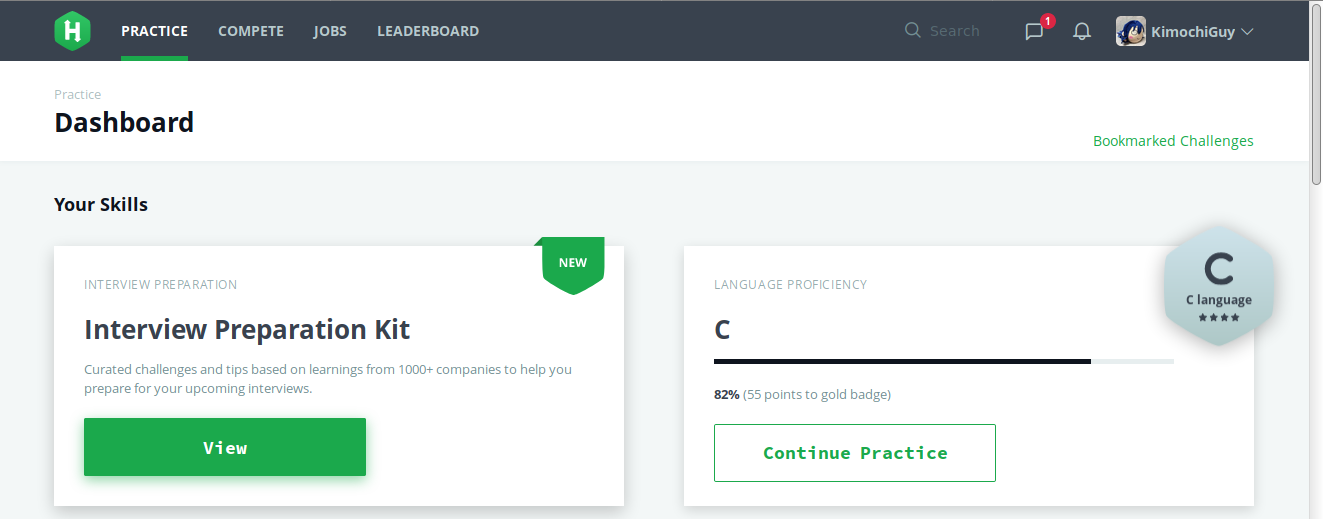 H PRACTICE COMPETE JOBS LEADERBOARD Search 1 KimochiGuy
Practice
Dashboard
Bookmarked Challenges
Your Skills
NEW
INTERVIEW PREPARATION
Interview Preparation Kit
Curated challenges and tips based on learnings from 1000+ companies to help you
prepare for your upcoming interviews.
View
LANGUAGE PROFICIENCY
C
C
C language
82% (55 points to gold badge)
Continue Practice